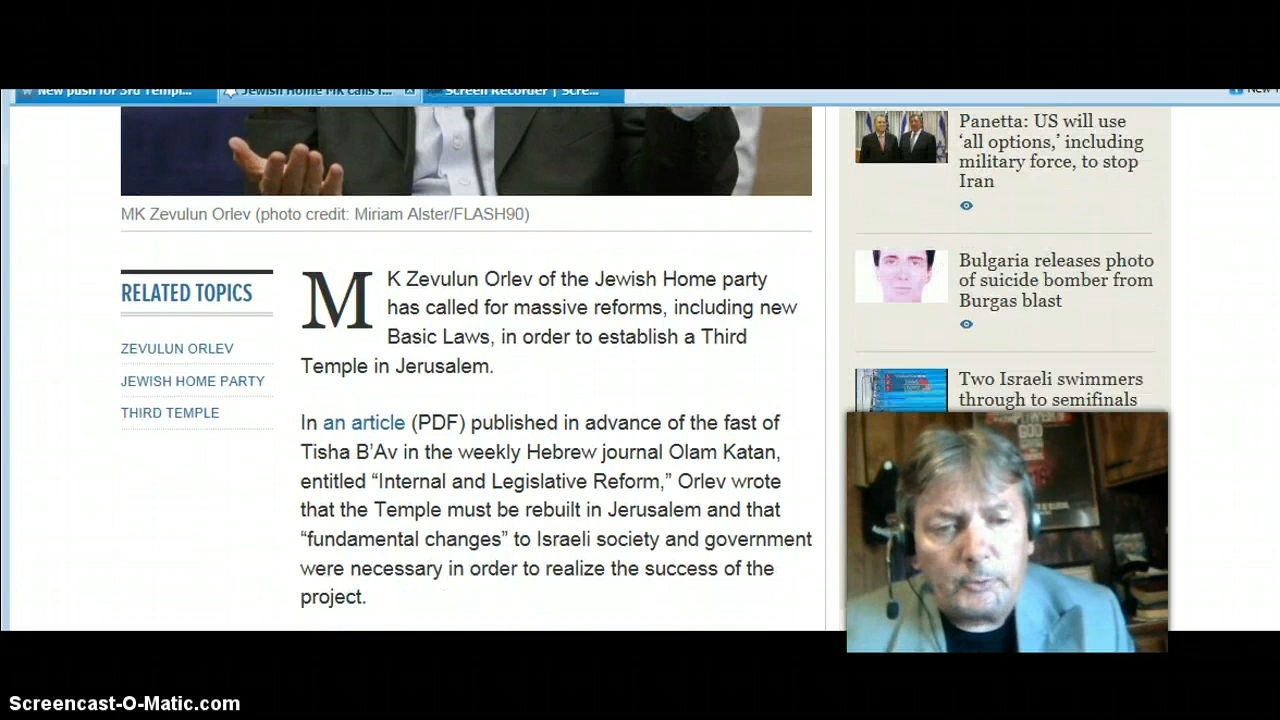 New push for 3rd Templ...
Jewish Home MK calls f...
Screen Recorder | Scre...
MK Zevulun Orlev (photo credit: Miriam Alster/FLASH90)
RELATED TOPICS
ZEVULUN ORLEV
JEWISH HOME PARTY
THIRD TEMPLE
MK Zevulun Orlev of the Jewish Home party
has called for massive reforms, including new
Basic Laws, in order to establish a Third
Temple in Jerusalem.
In an article (PDF) published in advance of the fast of
Tisha B’Av in the weekly Hebrew journal Olam Katan,
entitled “Internal and Legislative Reform,” Orlev wrote
that the Temple must be rebuilt in Jerusalem and that
“fundamental changes” to Israeli society and government
were necessary in order to realize the success of the
project.
Panetta: US will use
‘all options,’ including
military force, to stop
Iran
Bulgaria releases photo
of suicide bomber from
Burgas blast
Two Israeli swimmers
through to semifinals
GOD
Screencast-O-Matic.com